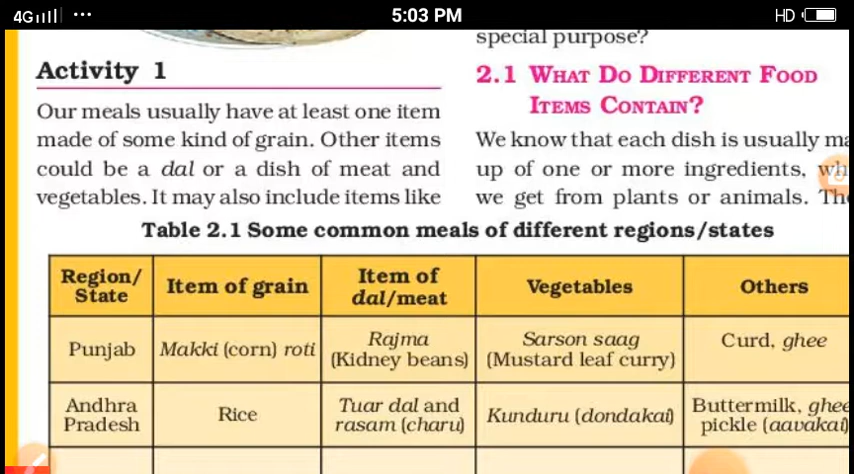 4G
5:03 PM
HD
special purpose?
Activity 1
Our meals usually have at least one item
made of some kind of grain. Other items
could be a dal or a dish of meat and
vegetables. It may also include items like
2.1 WHAT DO DIFFERENT FOOD
ITEMS CONTAIN?
We know that each dish is usually ma
up of one or more ingredients, wh
we get from plants or animals. The
Table 2.1 Some common meals of different regions/states
Region/ State
Item of grain
Item of dal/meat
Vegetables
Others
Punjab
Makki (corn) roti
Rajma
(Kidney beans)
Sarson saag
(Mustard leaf curry)
Curd, ghee
Andhra
Pradesh
Rice
Tuar dal and
rasam (charu)
Kunduru (dondakai)
Buttermilk, ghee
pickle (aavakai)